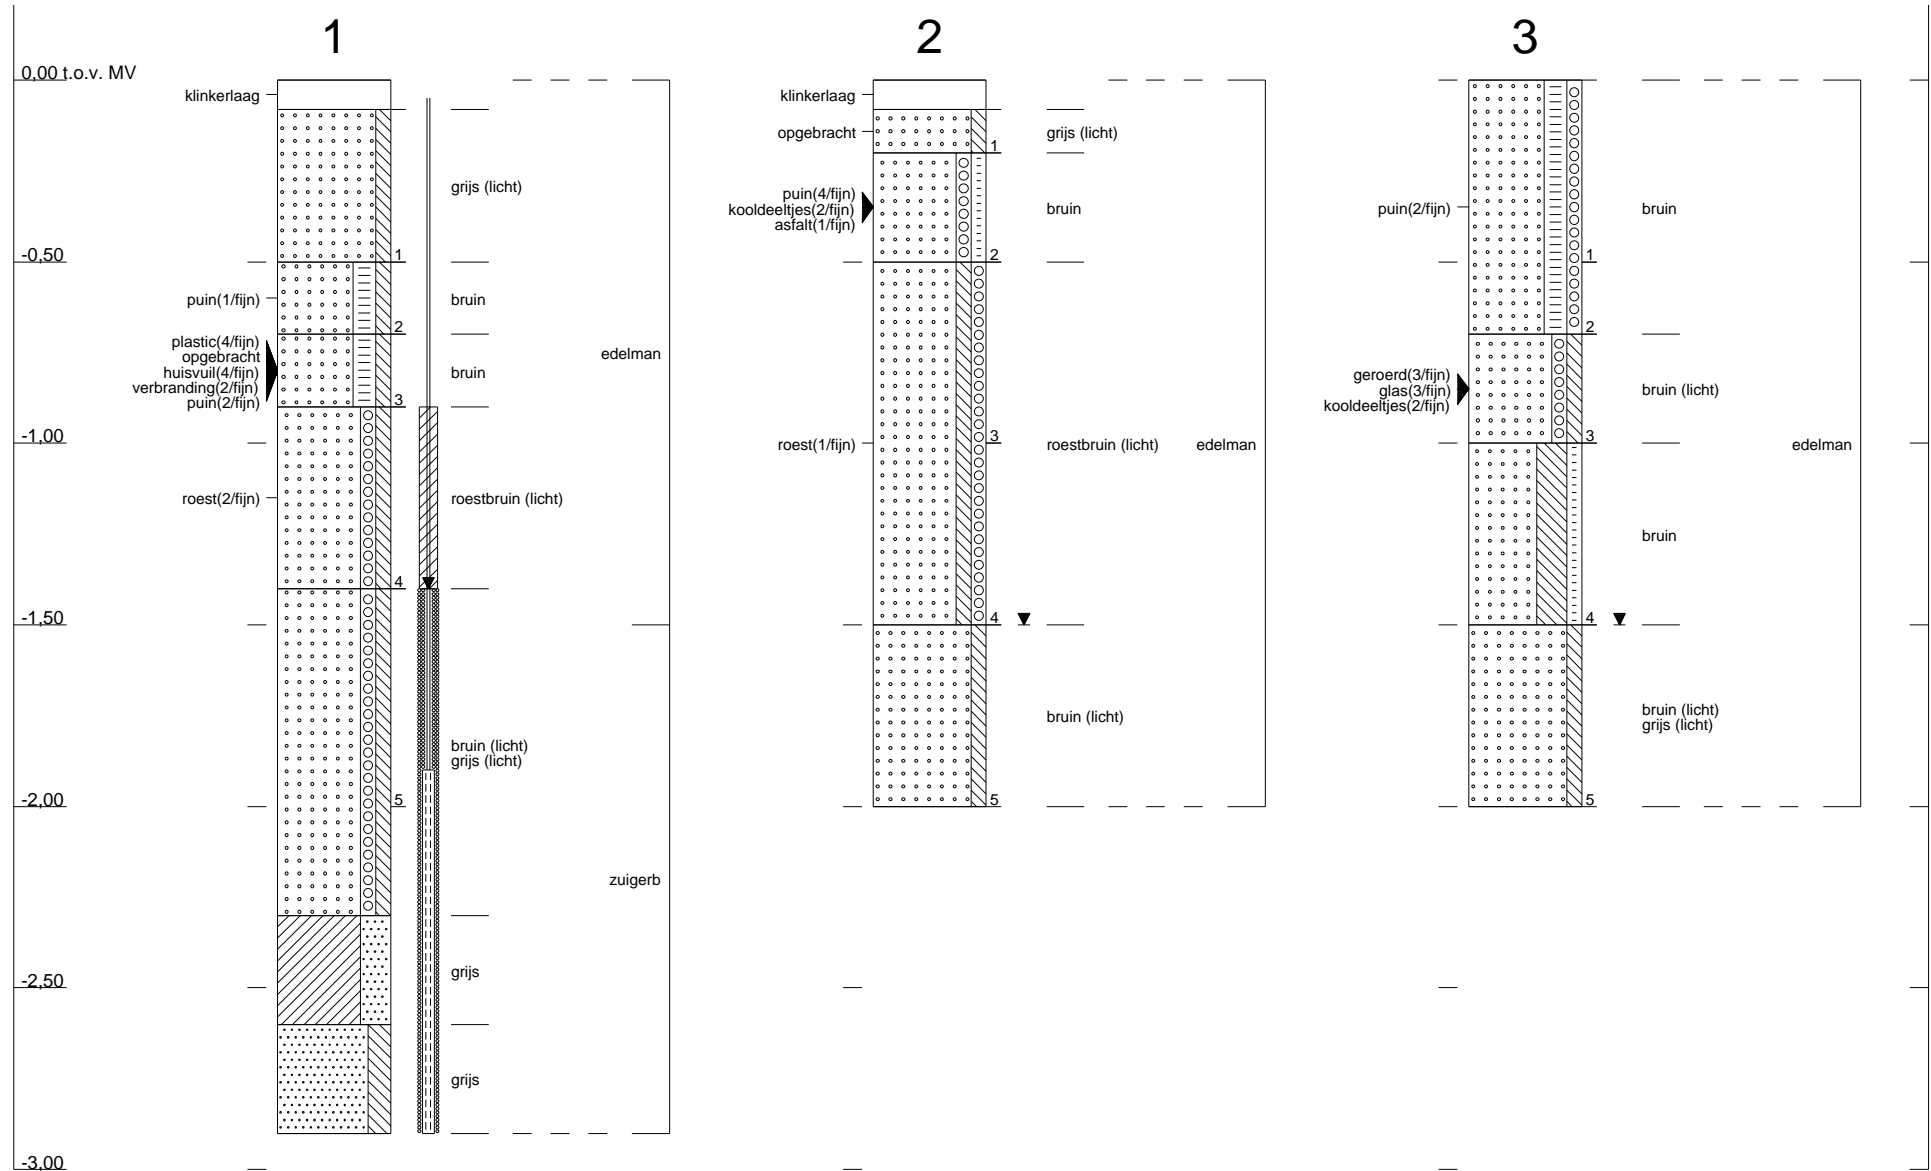 1
2
3
0,00 t.o.v. MV
klinkerlaag
grijs (licht)
1
-0,50
puin(1/fijn)
bruin
2
plastic(4/fijn)
opgebracht
huisvuil(4/fijn)
verbranding(2/fijn)
puin(2/fijn)
bruin
3
edelman
-1,00
roest(2/fijn)
roestbruin (licht)
4
-1,50
bruin (licht)
grijs (licht)
5
-2,00
zuigerb
grijs
-2,50
grijs
-3,00
klinkerlaag
opgebracht
grijs (licht)
1
puin(4/fijn)
kooldeeltjes(2/fijn)
asfalt(1/fijn)
bruin
2
roest(1/fijn)
3
roestbruin (licht)
edelman
4
bruin (licht)
5
puin(2/fijn)
bruin
1
2
geroerd(3/fijn)
glas(3/fijn)
kooldeeltjes(2/fijn)
bruin (licht)
3
edelman
bruin
4
bruin (licht)
grijs (licht)
5